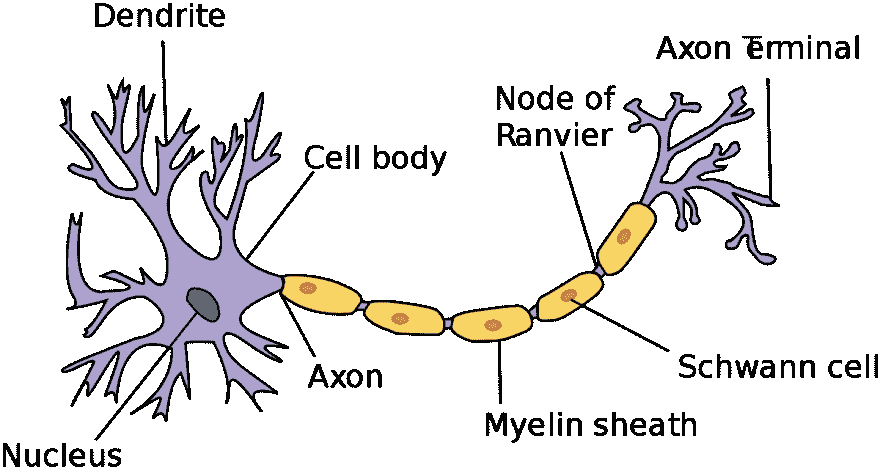 Dendrite
Axon Terminal
Node of
Ranvier
Cell body
Axon
Schwann cell
Myelin sheath
Nucleus